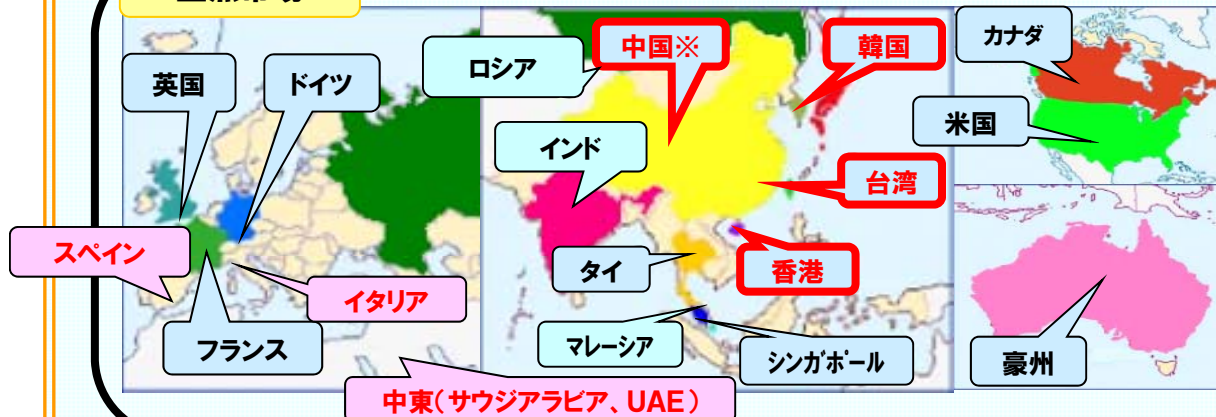 英国
ドイツ
ロシア
中国※
韓国
カナダ
米国
インド
台湾
スペイン
イタリア
タイ
香港
フランス
マレーシア
シンガポール
豪州
中東(サウジアラビア、UAE)